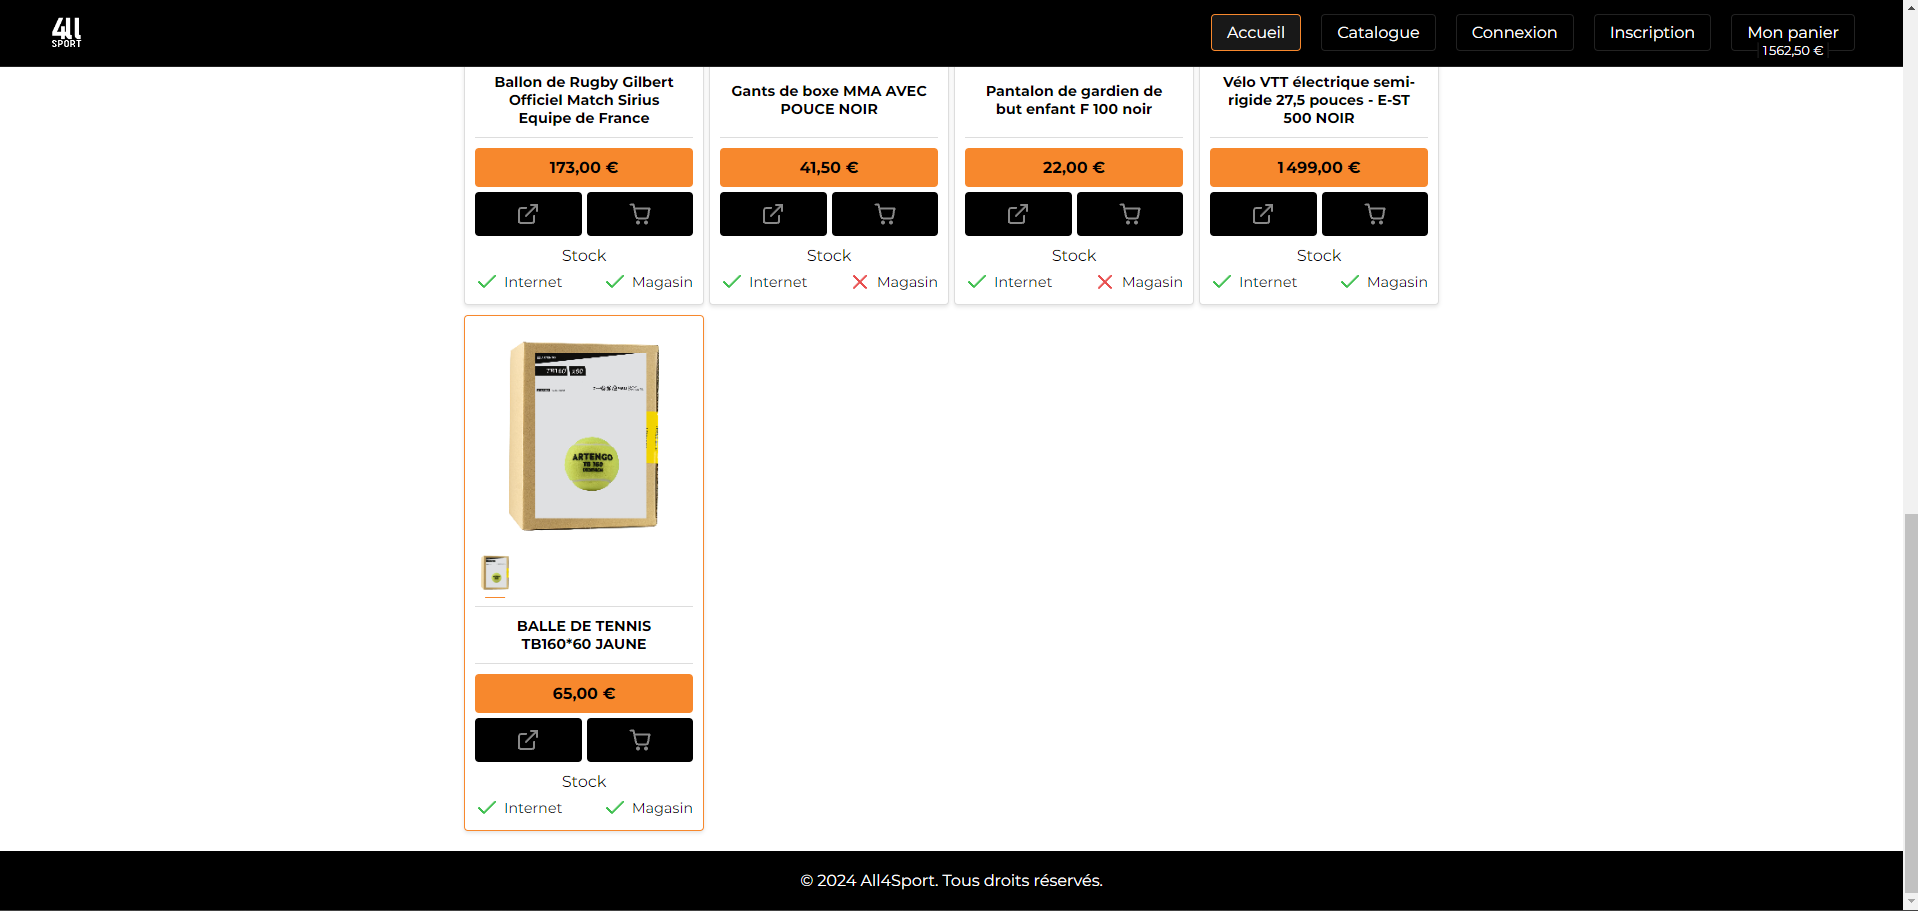 4ll
SPORT
Accueil
Catalogue
Connexion
Inscription
Mon panier
1 562,50 €
Ballon de Rugby Gilbert
Officiel Match Sirius
Equipe de France
173,00 €
Stock
Internet
Magasin
Gants de boxe MMA AVEC
POUCE NOIR
41,50 €
Stock
Internet
Magasin
Pantalon de gardien de
but enfant F 100 noir
22,00 €
Stock
Internet
Magasin
Vélo VTT électrique semi-
rigide 27,5 pouces - E-ST
500 NOIR
1 499,00 €
Stock
Internet
Magasin
ARTENGO
TB 160
BALLE DE TENNIS
TB160*60 JAUNE
65,00 €
Stock
Internet
Magasin
© 2024 All4Sport. Tous droits réservés.